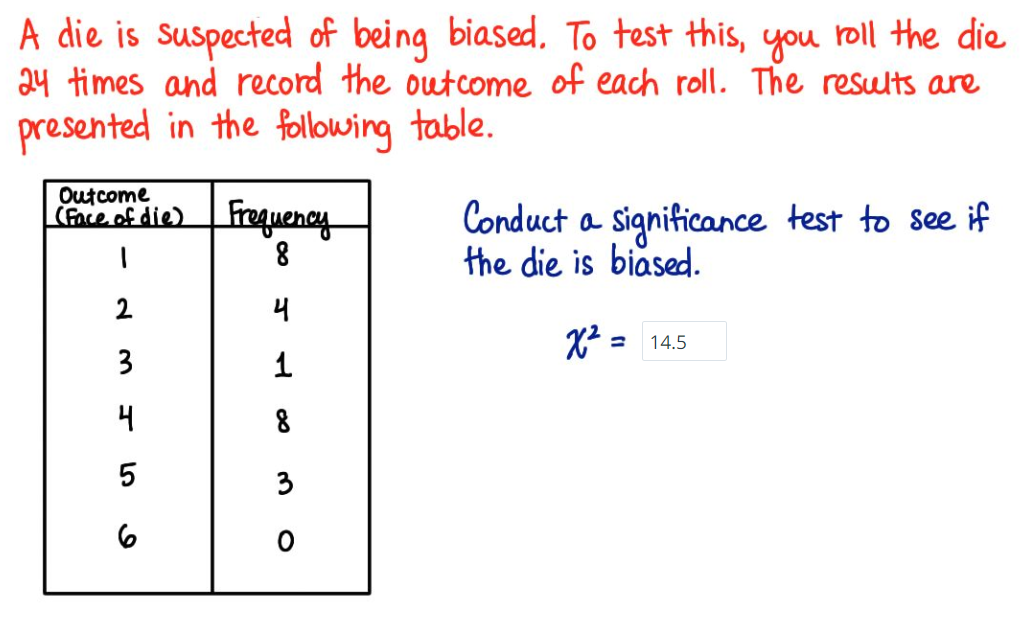 A die is suspected of being biased. To test this, you roll the die
24 times and record the outcome of each roll. The results are
presented in the following table.
Outcome
(Face of die) Frequency
1 8
2 4
3 1
4 8
5 3
6 0
Conduct a significance test to see if
the die is biased.
χ² = 14.5